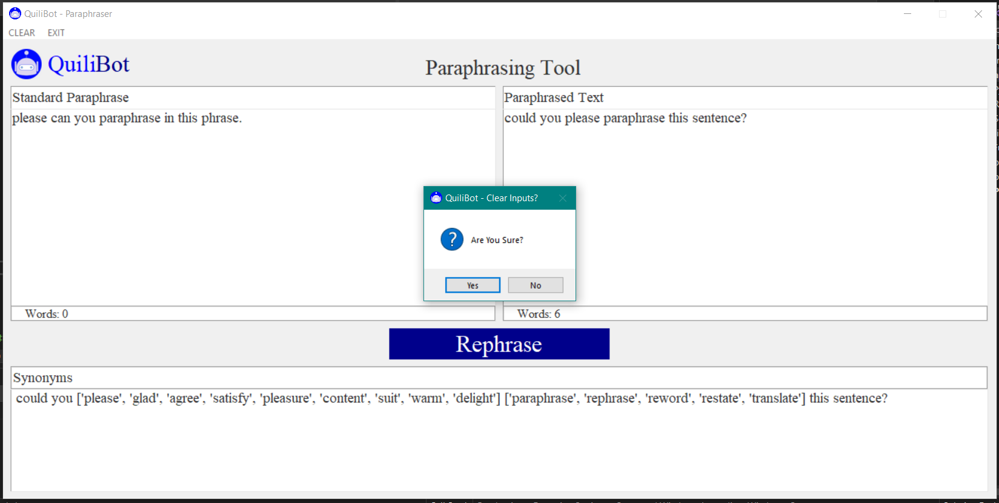 QuiliBot - Paraphraser
CLEAR EXIT
QuiliBot
Paraphrasing Tool
Standard Paraphrase
please can you paraphrase in this phrase.
Paraphrased Text
could you please paraphrase this sentence?
QuiliBot - Clear Inputs?
? Are You Sure?
Yes No
Words: 0
Words: 6
Rephrase
Synonyms
could you ['please', 'glad', 'agree', 'satisfy', 'pleasure', 'content', 'suit', 'warm', 'delight'] ['paraphrase', 'rephrase', 'reword', 'restate', 'translate'] this sentence?